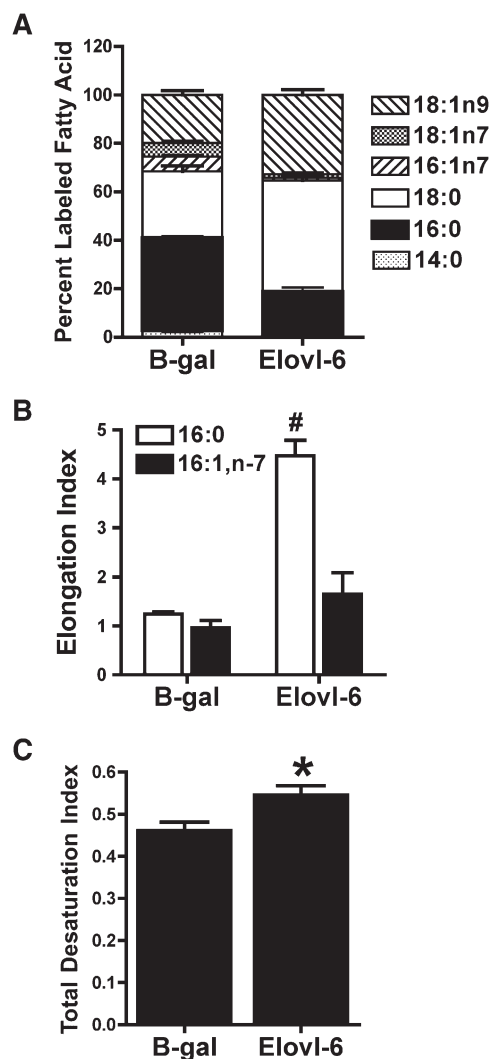 A
Percent Labeled Fatty Acid
120
100
80
60
40
20
0
B-gal Elovl-6
18:1n9
18:1n7
16:1n7
18:0
16:0
14:0
B
Elongation Index
5
4
3
2
1
0
16:0
16:1,n-7
#
B-gal Elovl-6
C
Total Desaturation Index
0.6
0.5
0.4
0.3
0.2
0.1
0.0
*
B-gal Elovl-6